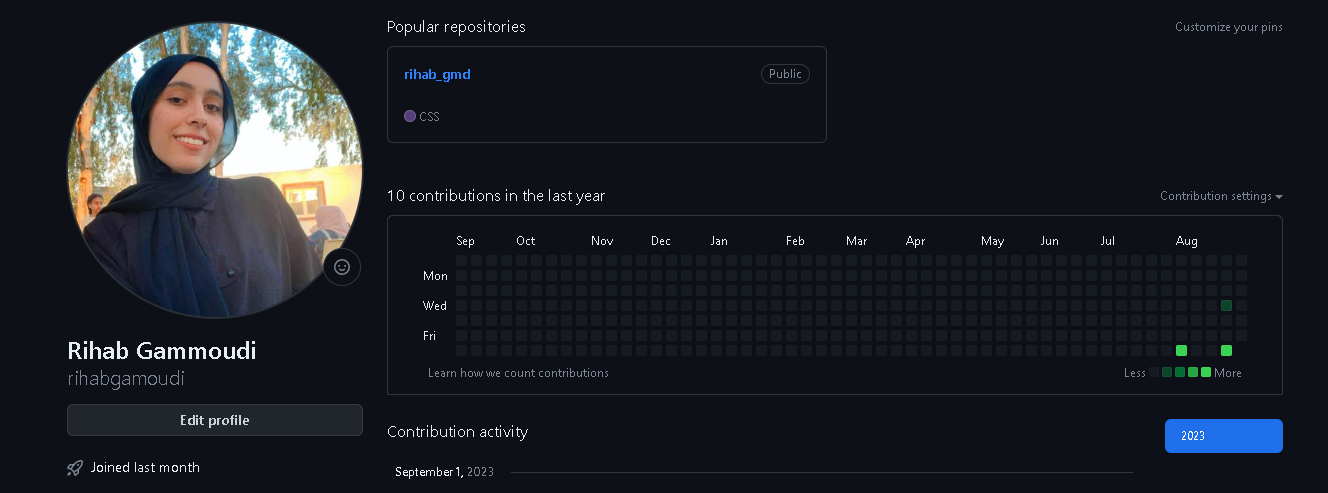 Popular repositories
Customize your pins
rihab_gmd
Public
CSS
10 contributions in the last year
Contribution settings
Sep Oct Nov Dec Jan Feb Mar Apr May Jun Jul Aug
Mon
Wed
Fri
Learn how we count contributions
Less More
Rihab Gammoudi
rihabgamoudi
Edit profile
Joined last month
Contribution activity
2023
September 1, 2023